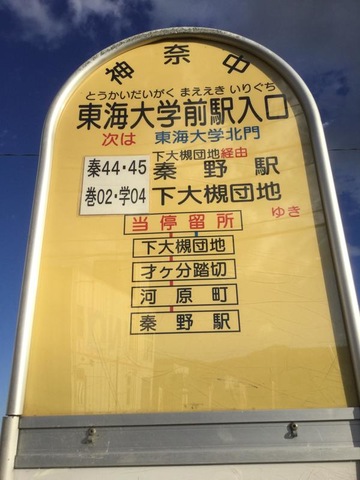 神奈中
とうかいだいがくまええきいりぐち
東海大学前駅入口
次は 東海大学北門
下大槻団地経由
秦44・45 秦野駅
巻02・学04 下大槻団地
ゆき
当停留所
下大槻団地
才ヶ分踏切
河原町
秦野駅